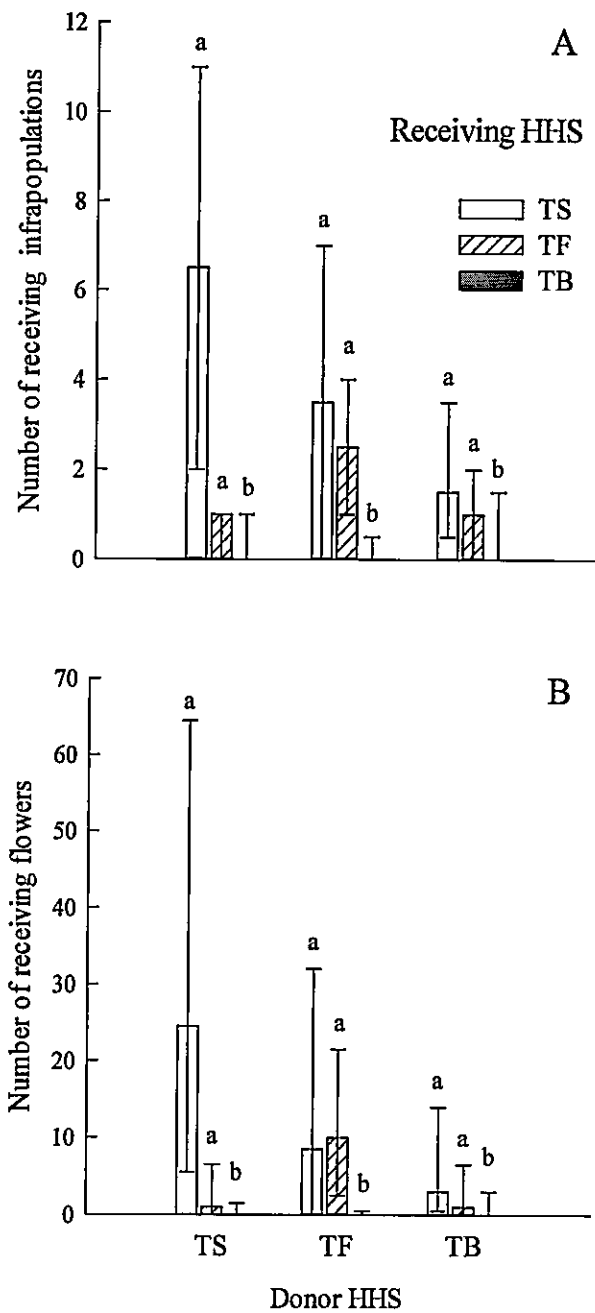 A
Receiving HHS
TS
TF
TB
Number of receiving infrapopulations
12
10
8
6
4
2
0
a
a
b
a
a
b
a
a
b
B
Number of receiving flowers
70
60
50
40
30
20
10
0
a
a
b
a
a
b
a
a
b
TS TF TB
Donor HHS